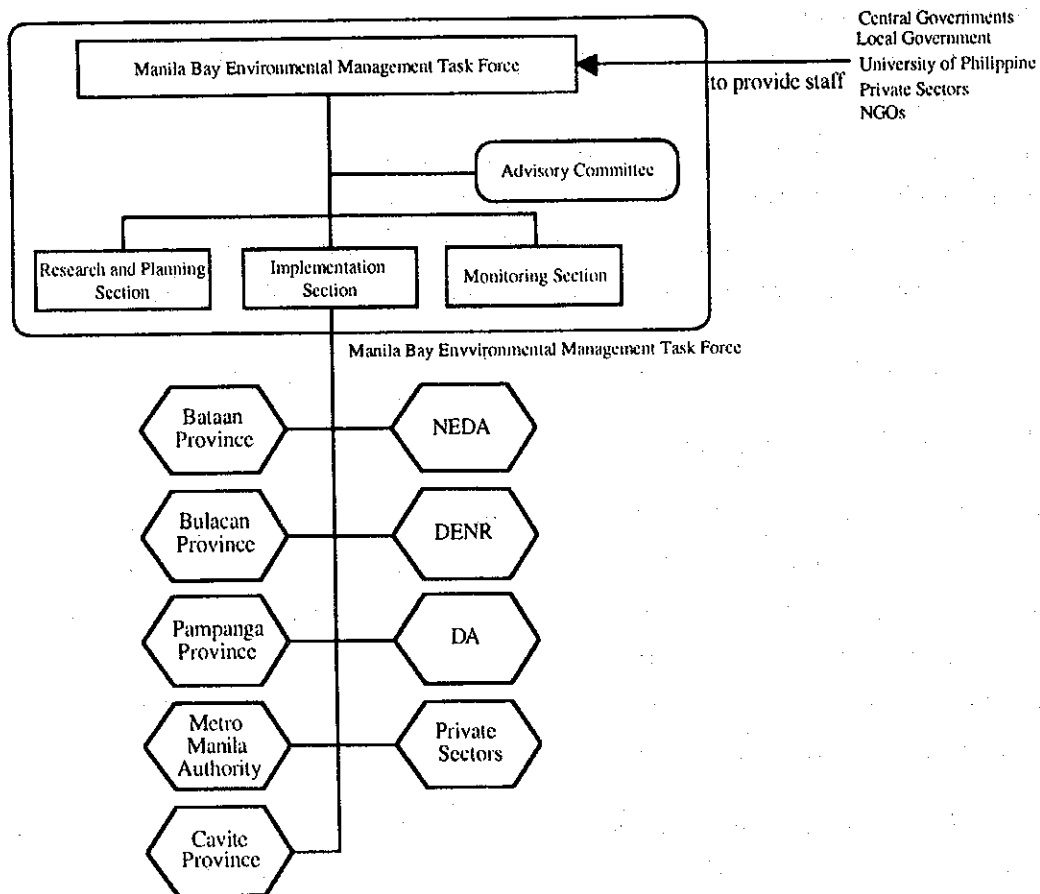 Central Governments
Local Government
Manila Bay Environmental Management Task Force
University of Philippine
to provide staff
Private Sectors
NGOs
Advisory Committee
Research and Planning
Section
Implementation
Section
Monitoring Section
Manila Bay Envvironmental Management Task Force
Bataan
Province
NEDA
Bulacan
Province
DENR
Pampanga
Province
DA
Metro
Manila
Authority
Private
Sectors
Cavite
Province